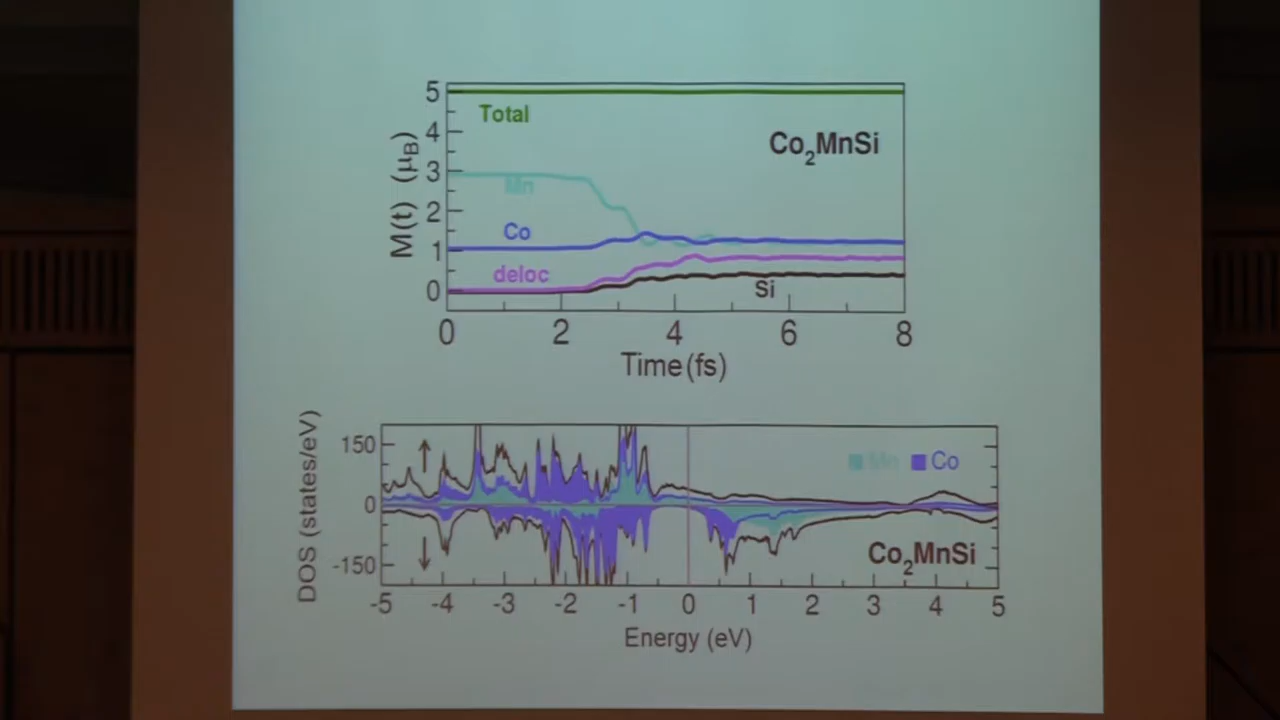 5
4
3
2
1
0
M(t) (μB)
Total
Co2MnSi
Mn
Co
deloc
Si
0 2 4 6 8
Time (fs)
150
0
-150
DOS (states/eV)
↑
↓
Mn Co
Co2MnSi
-5 -4 -3 -2 -1 0 1 2 3 4 5
Energy (eV)